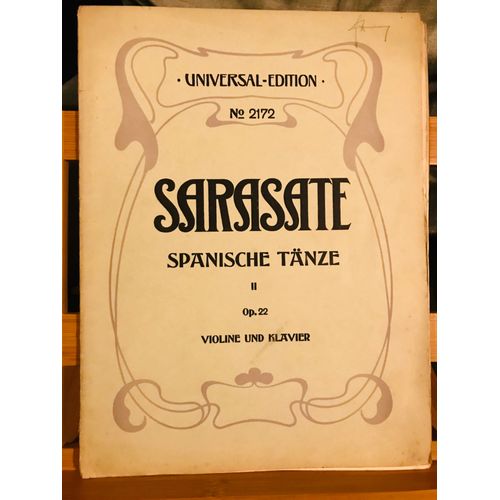 · UNIVERSAL-EDITION ·
No 2172
SARASATE
SPANISCHE TÄNZE
II
Op. 22
VIOLINE UND KLAVIER